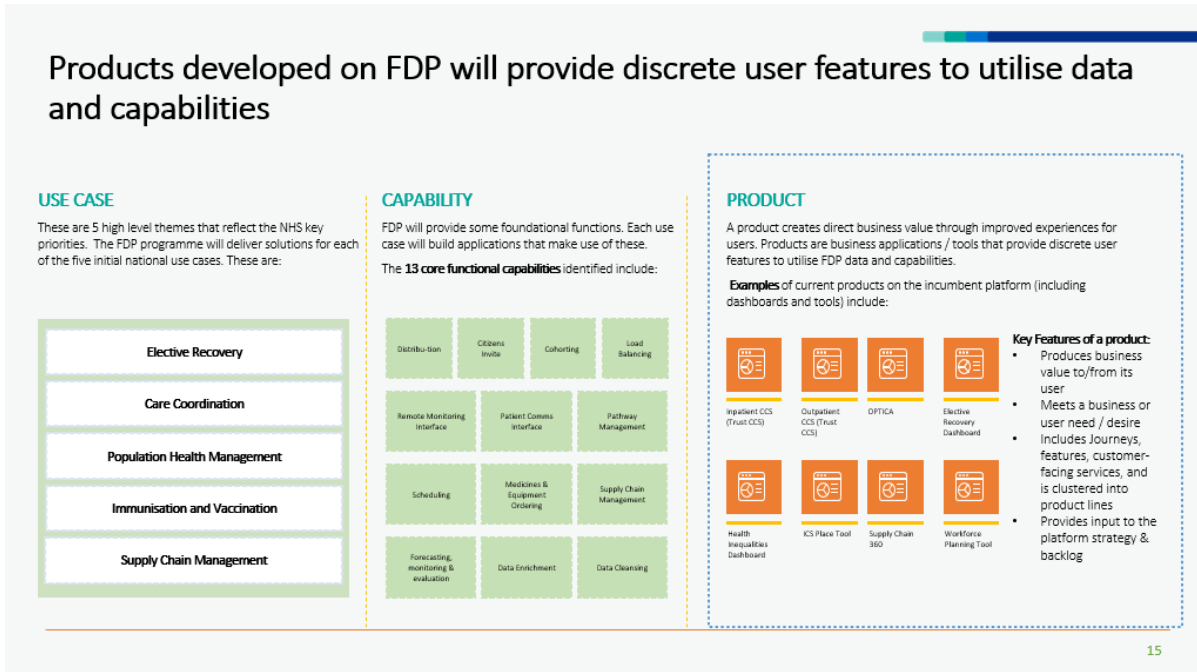 Products developed on FDP will provide discrete user features to utilise data
and capabilities
USE CASE
These are 5 high level themes that reflect the NHS key
priorities. The FDP programme will deliver solutions for each
of the five initial national use cases. These are:
Elective Recovery
Care Coordination
Population Health Management
Immunisation and Vaccination
Supply Chain Management
CAPABILITY
FDP will provide some foundational functions. Each use
case will build applications that make use of these.
The 13 core functional capabilities identified include:
Distribu-tion
Citizens
Invite
Cohorting
Load
Balancing
Remote Monitoring
Interface
Patient Comms
Interface
Pathway
Management
Scheduling
Medicines &
Equipment
Ordering
Supply Chain
Management
Forecasting,
monitoring &
evaluation
Data Enrichment
Data Cleansing
PRODUCT
A product creates direct business value through improved experiences for
users. Products are business applications / tools that provide discrete user
features to utilise FDP data and capabilities.
Examples of current products on the incumbent platform (including
dashboards and tools) include:
Inpatient CCS
(Trust CCS)
Outpatient
CCS (Trust
CCS)
OPTICA
Elective
Recovery
Dashboard
Health
Inequalities
Dashboard
ICS Place Tool
Supply Chain
360
Workforce
Planning Tool
Key Features of a product:
• Produces business
value to/from its
user
• Meets a business or
user need / desire
• Includes Journeys,
features, customer-
facing services, and
is clustered into
product lines
• Provides input to the
platform strategy &
backlog
15